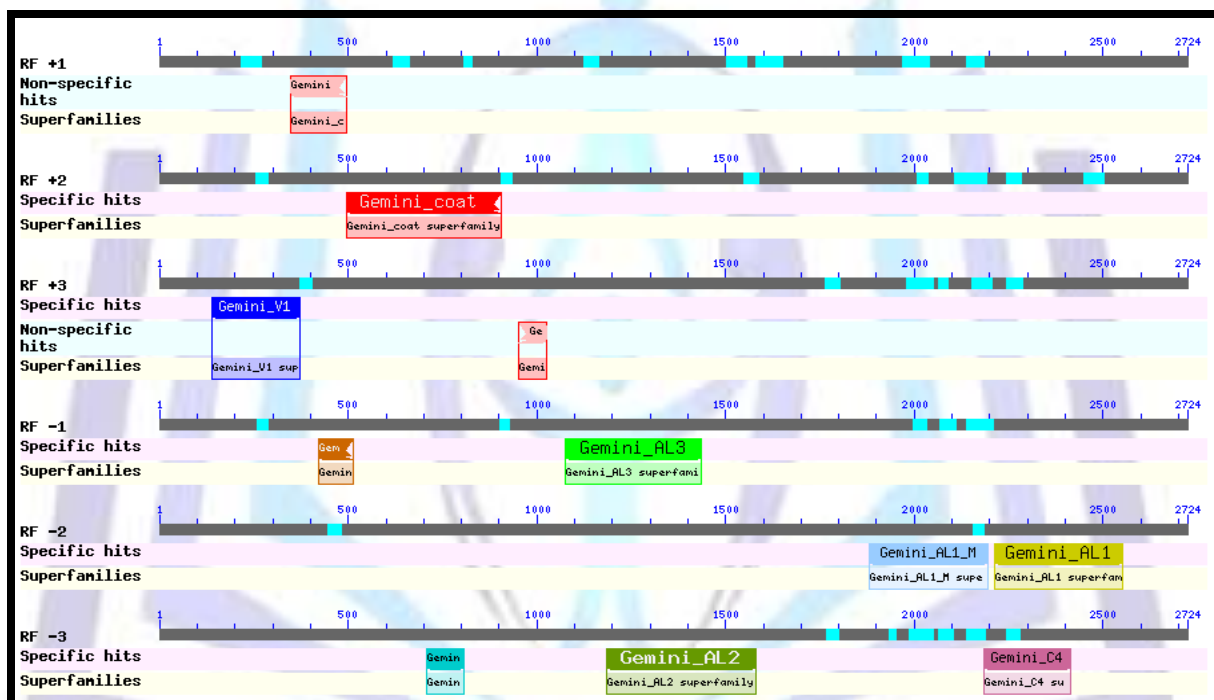 1 500 1000 1500 2000 2500 2724
RF +1
Non-specific hits Gemini
Superfamilies Gemini_c
1 500 1000 1500 2000 2500 2724
RF +2
Specific hits Gemini_coat
Superfamilies Gemini_coat superfamily
1 500 1000 1500 2000 2500 2724
RF +3
Specific hits Gemini_V1
Non-specific hits Ge
Superfamilies Gemini_V1 sup Gemi
1 500 1000 1500 2000 2500 2724
RF -1
Specific hits Gem Gemini_AL3
Superfamilies Gemin Gemini_AL3 superfami
1 500 1000 1500 2000 2500 2724
RF -2
Specific hits Gemini_AL1_M Gemini_AL1
Superfamilies Gemini_AL1_M supe Gemini_AL1 superfam
1 500 1000 1500 2000 2500 2724
RF -3
Specific hits Gemin Gemini_AL2 Gemini_C4
Superfamilies Gemin Gemini_AL2 superfamily Gemini_C4 su